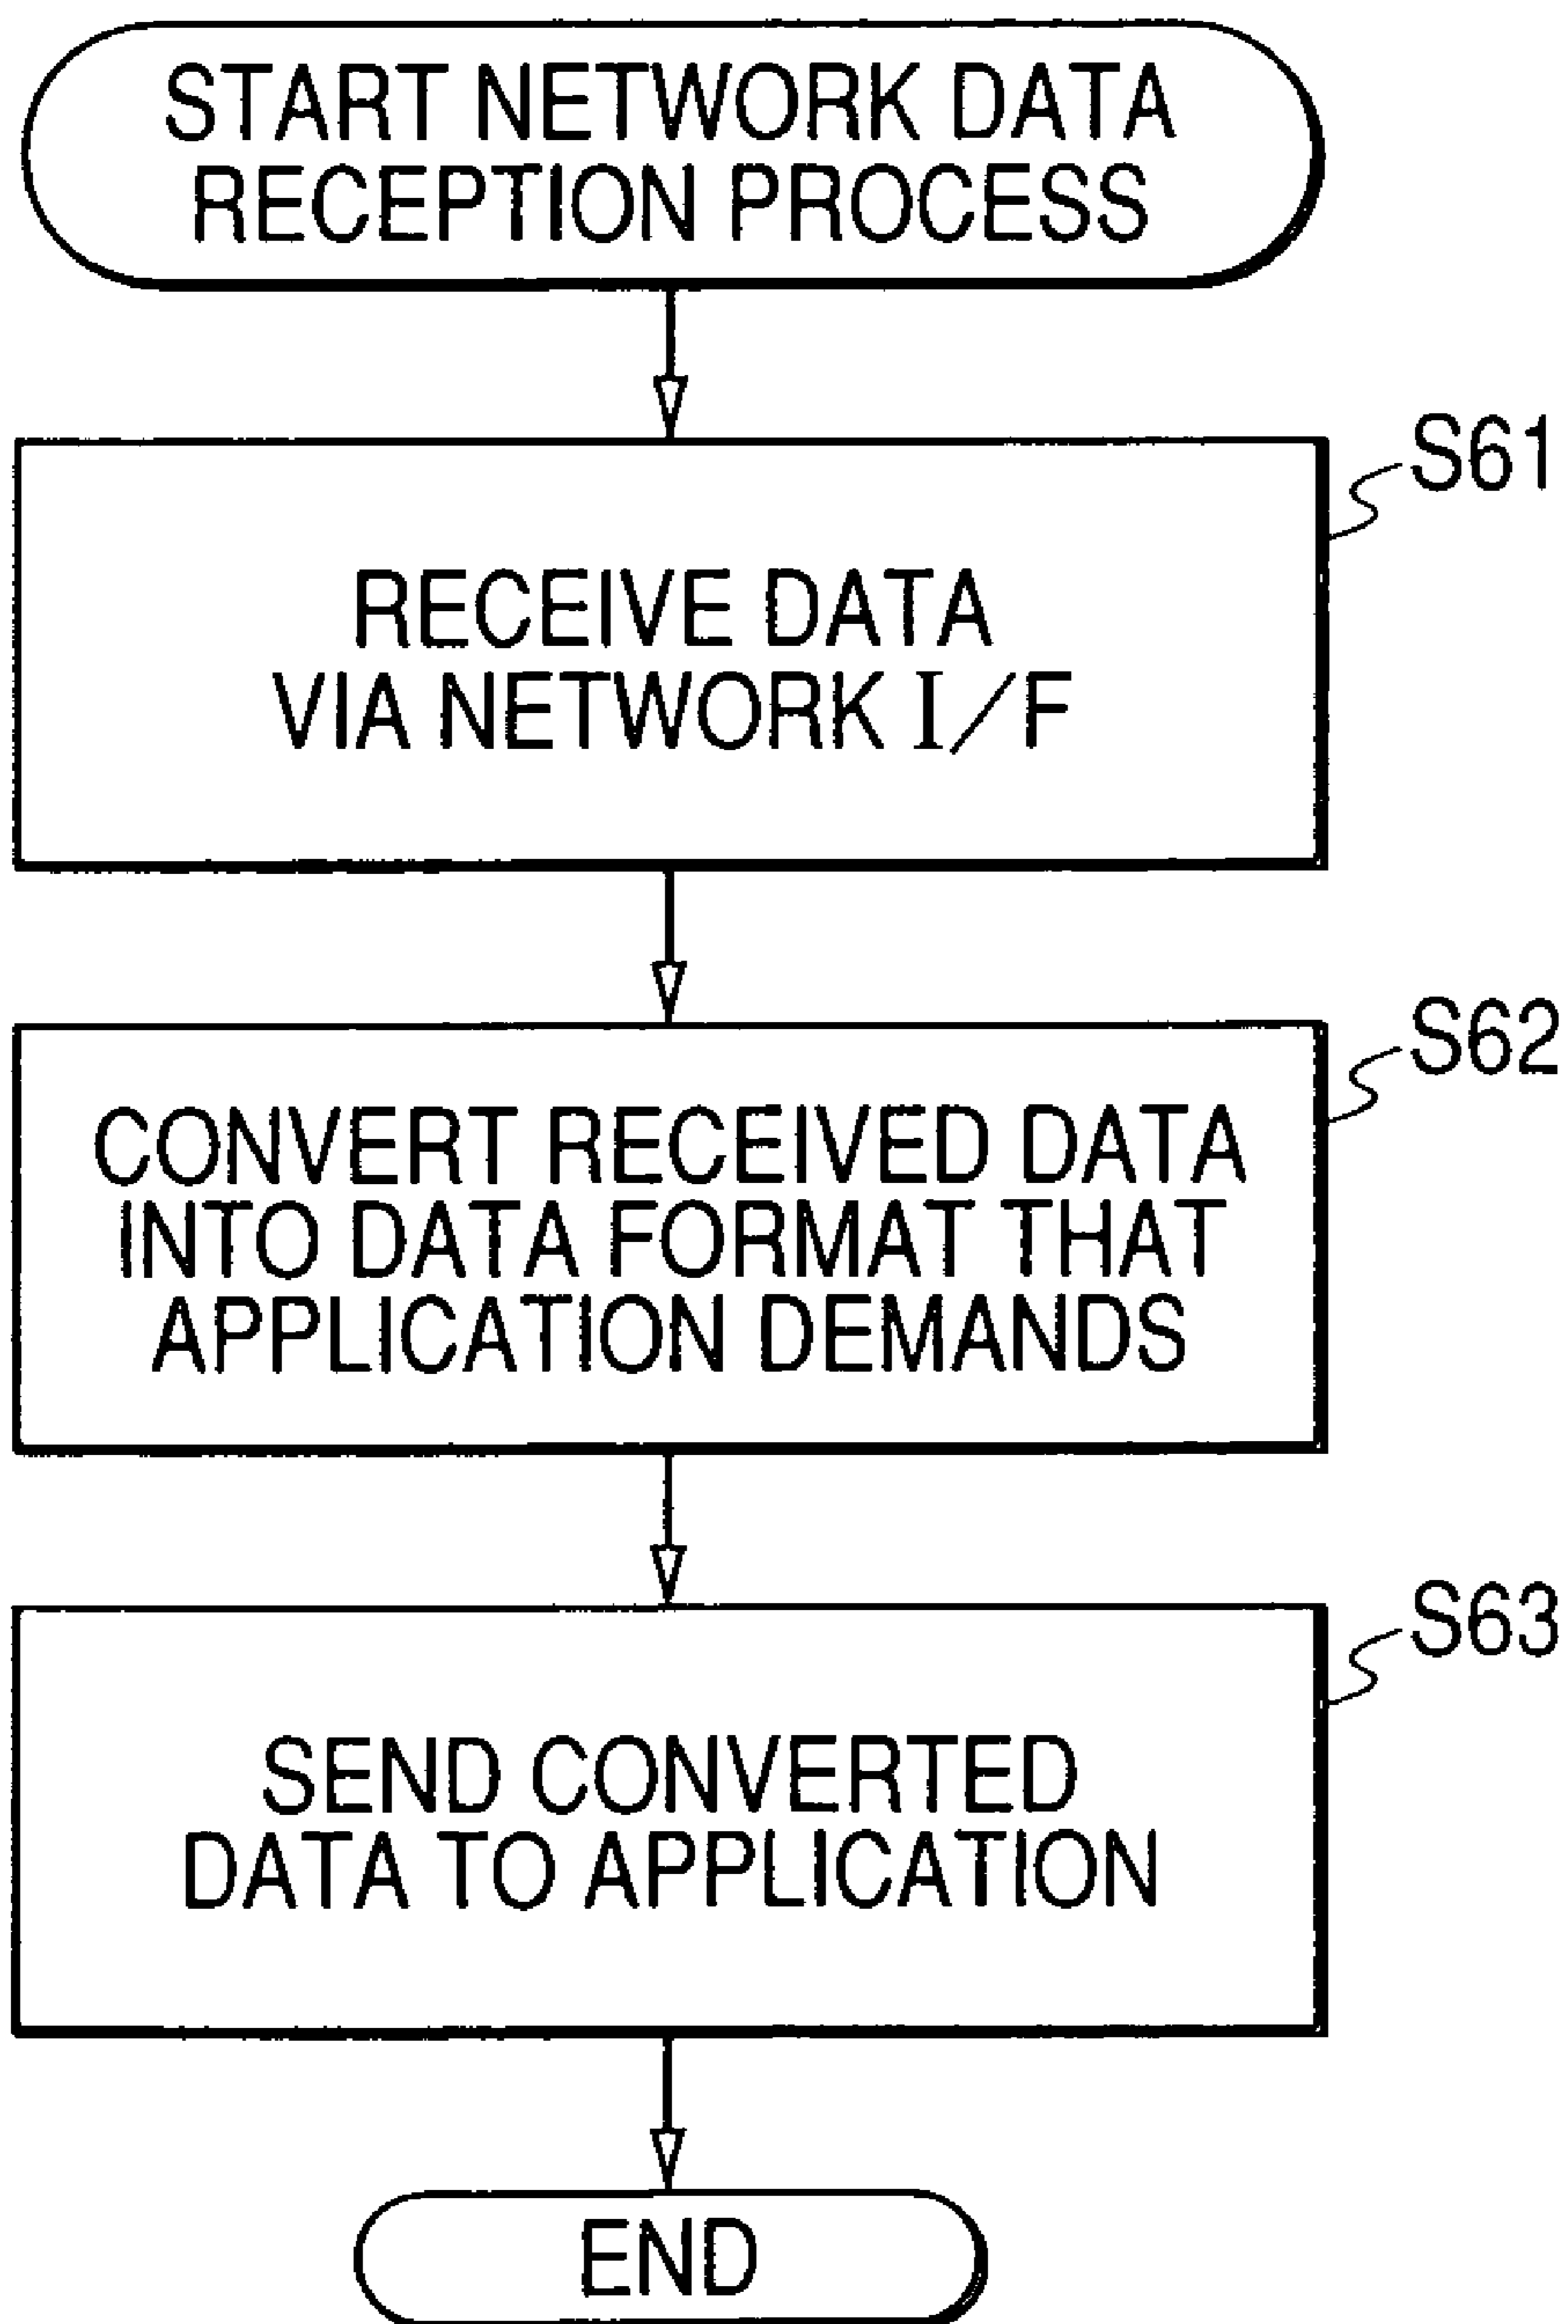 START NETWORK DATA
RECEPTION PROCESS
S61
RECEIVE DATA
VIA NETWORK I/F
S62
CONVERT RECEIVED DATA
INTO DATA FORMAT THAT
APPLICATION DEMANDS
S63
SEND CONVERTED
DATA TO APPLICATION
END